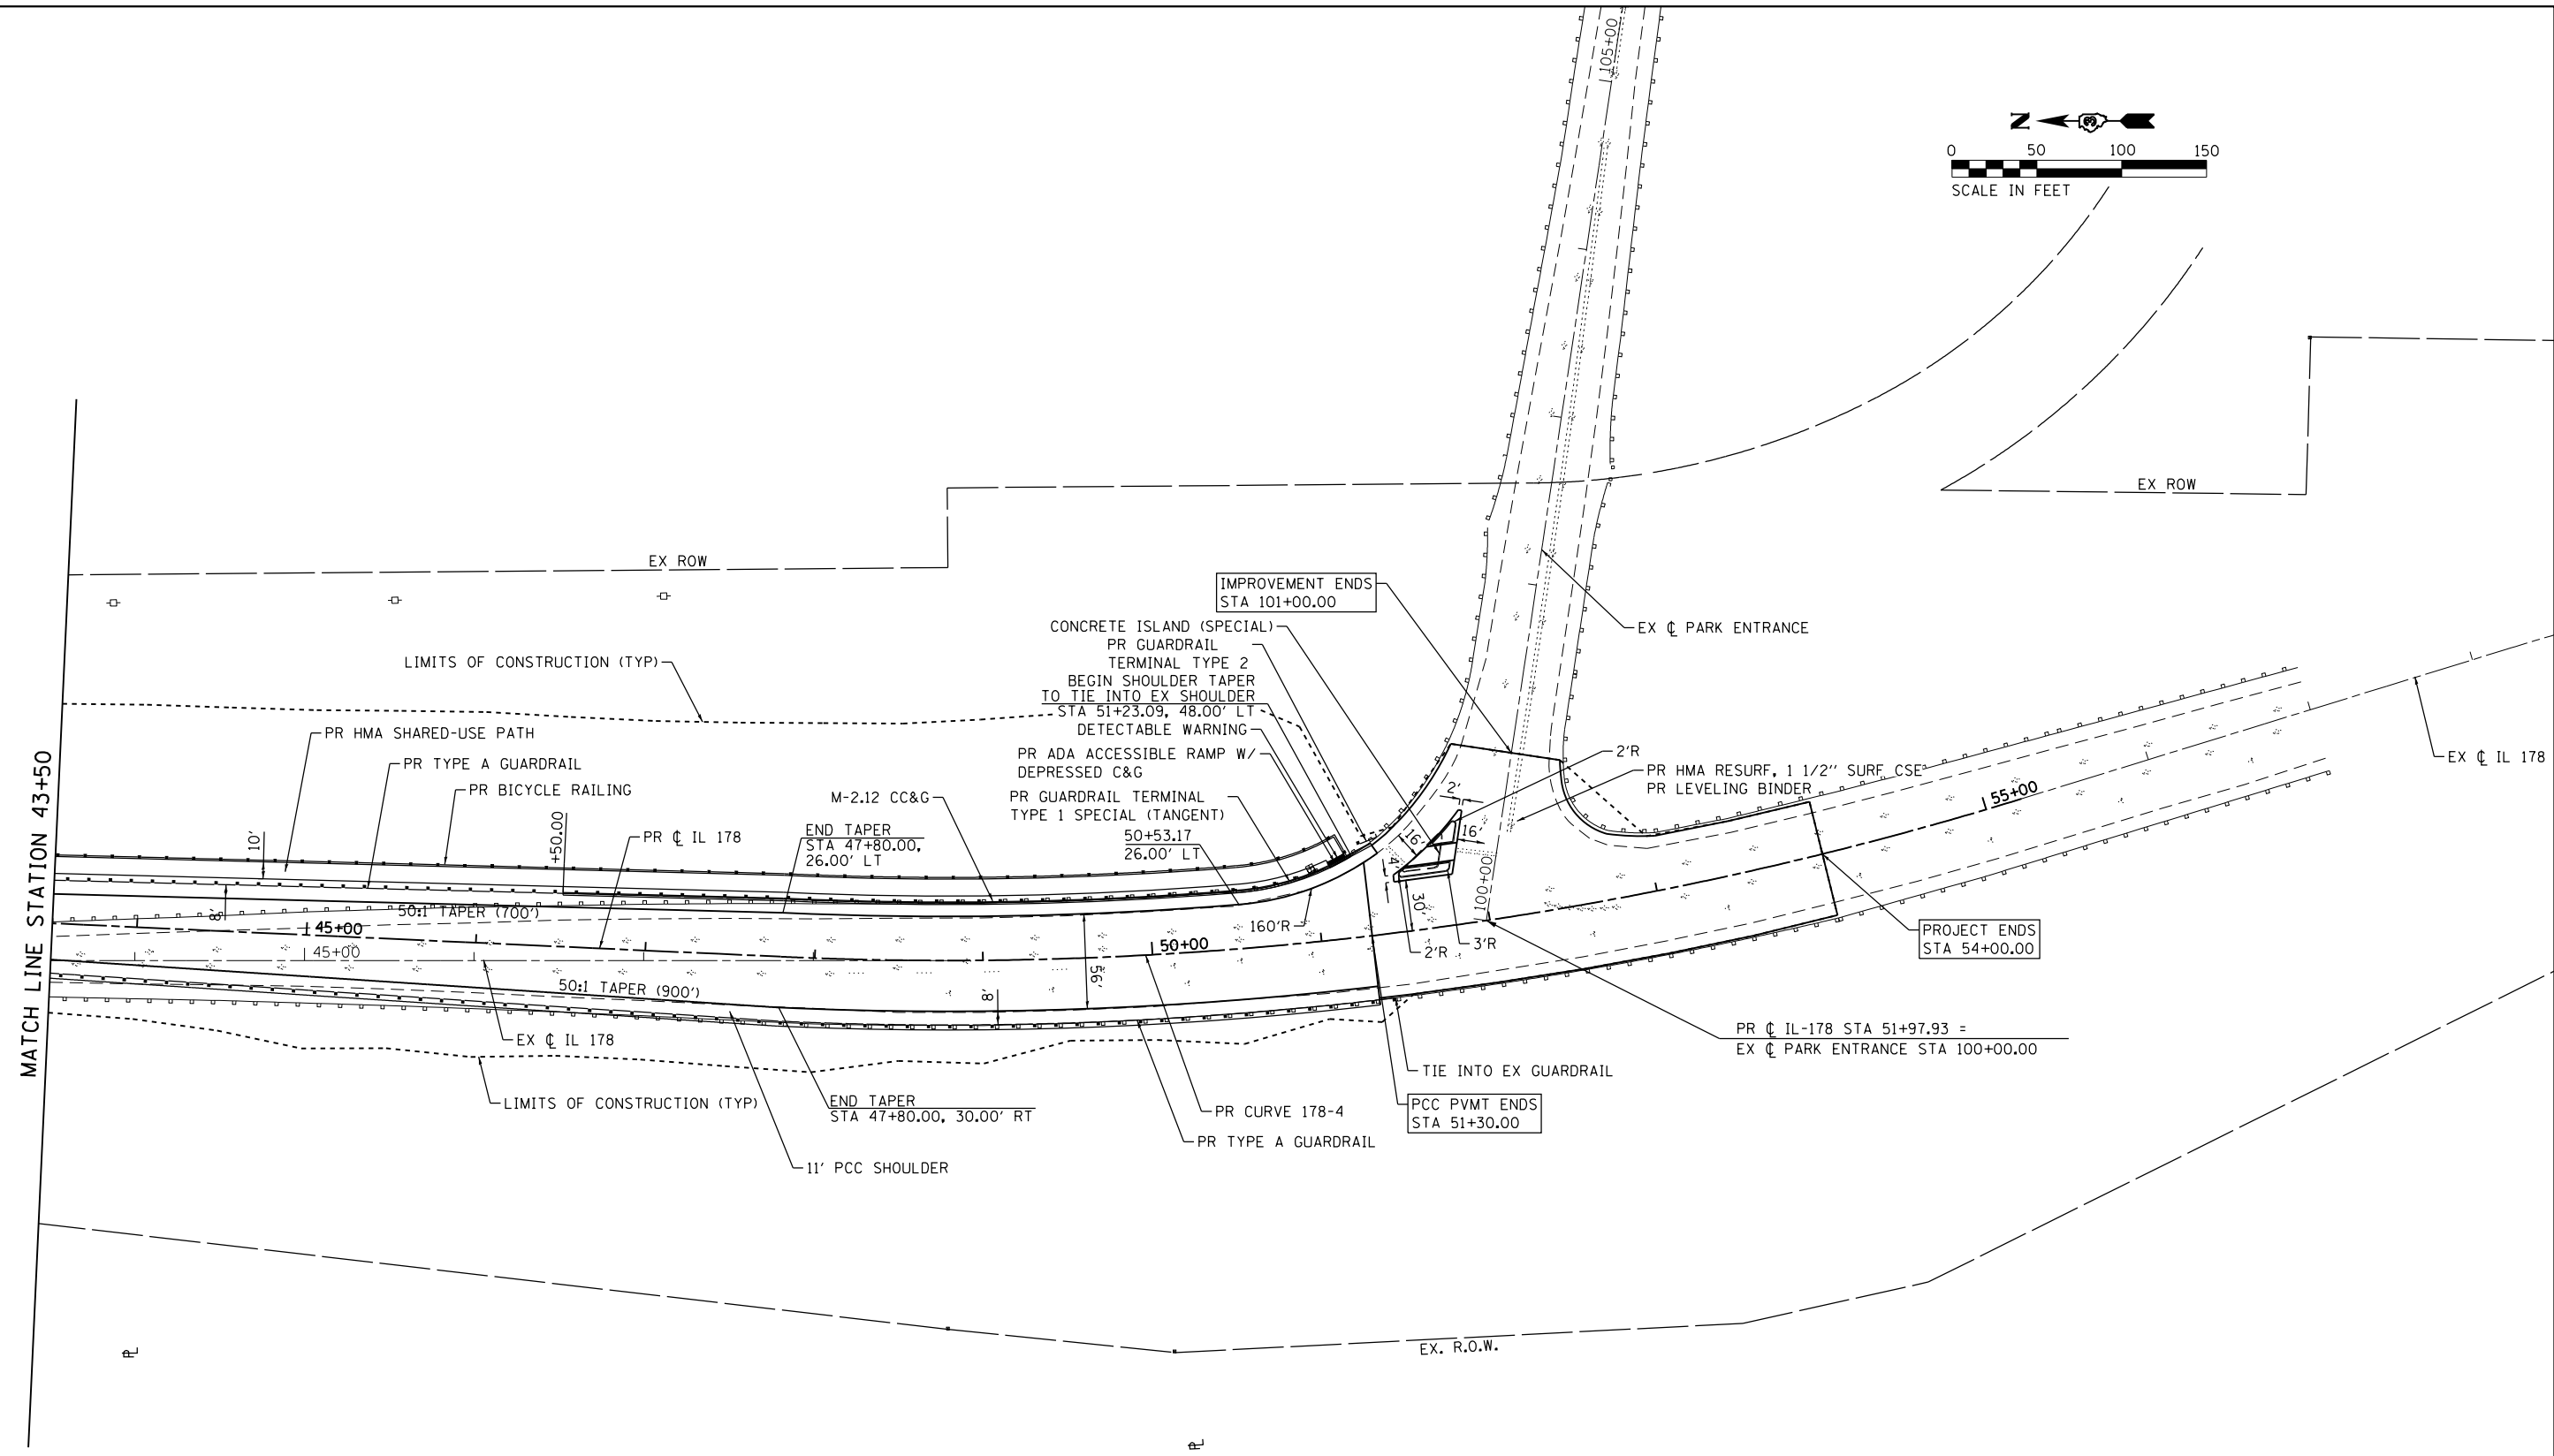 105+00
N
0 50 100 150
SCALE IN FEET
EX ROW
EX ROW
IMPROVEMENT ENDS
STA 101+00.00
CONCRETE ISLAND (SPECIAL)
PR GUARDRAIL
TERMINAL TYPE 2
BEGIN SHOULDER TAPER
TO TIE INTO EX SHOULDER
STA 51+23.09, 48.00' LT
DETECTABLE WARNING
PR ADA ACCESSIBLE RAMP W/
DEPRESSED C&G
PR GUARDRAIL TERMINAL
TYPE 1 SPECIAL (TANGENT)
50+53.17
26.00' LT
EX ℄ PARK ENTRANCE
LIMITS OF CONSTRUCTION (TYP)
PR HMA SHARED-USE PATH
PR TYPE A GUARDRAIL
PR BICYCLE RAILING
M-2.12 CC&G
END TAPER
STA 47+80.00,
26.00' LT
+50.00
PR ℄ IL 178
10'
8'
2'R
PR HMA RESURF, 1 1/2" SURF CSE
PR LEVELING BINDER
EX ℄ IL 178
2'
16'
16'
4'
30'
100+00
55+00
MATCH LINE STATION 43+50
50:1 TAPER (700')
45+00
45+00
50+00
160'R
2'R
3'R
56'
8'
50:1 TAPER (900')
PROJECT ENDS
STA 54+00.00
PR ℄ IL-178 STA 51+97.93 =
EX ℄ PARK ENTRANCE STA 100+00.00
EX ℄ IL 178
TIE INTO EX GUARDRAIL
LIMITS OF CONSTRUCTION (TYP)
END TAPER
STA 47+80.00, 30.00' RT
PR CURVE 178-4
PCC PVMT ENDS
STA 51+30.00
PR TYPE A GUARDRAIL
11' PCC SHOULDER
EX. R.O.W.
PL
PL